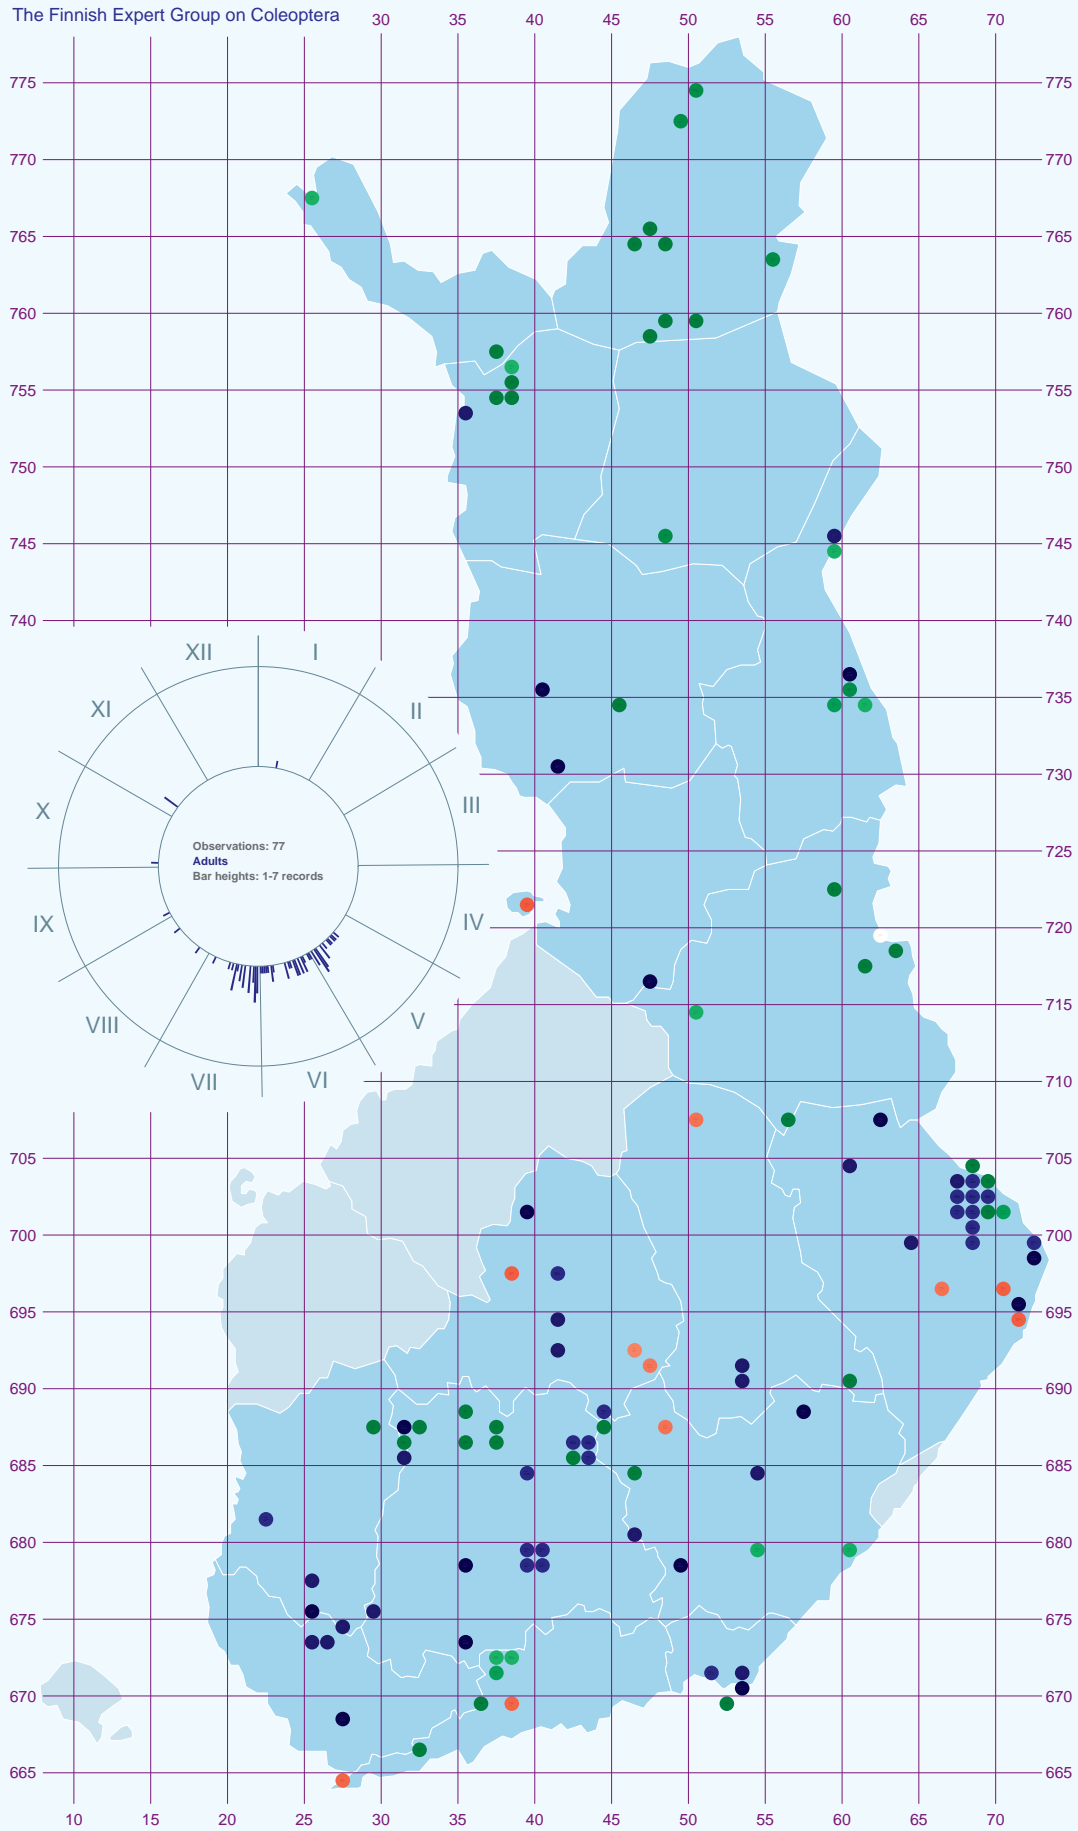 The Finnish Expert Group on Coleoptera
30 40 45 50 55 60 65 70
775 775
770 770
765 765
760 760
755 755
750 750
745 745
740 740
XII I
XI II
735
730
X III
Observations: 77
Adults
Bar heights: 1-7 records
725
IX IV
720
715
VIII V
VII VI
710
705 705
700 700
695 695
690 690
685 685
680 680
675 675
670 670
665 665
10 15 20 25 30 35 40 45 50 55 60 65 70